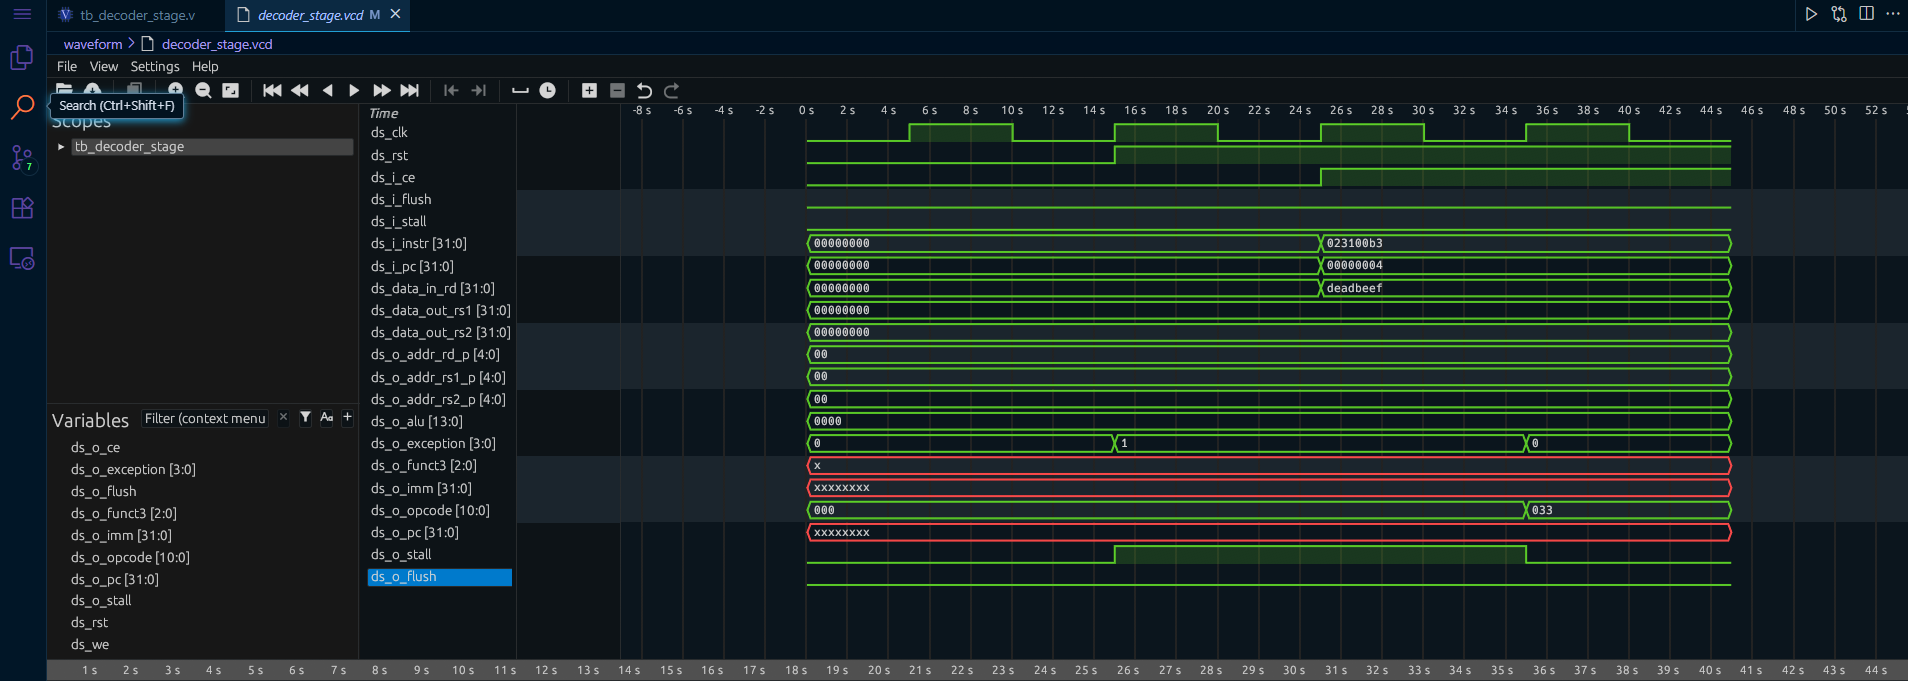 tb_decoder_stage.v
decoder_stage.vcd M
waveform > decoder_stage.vcd
File View Settings Help
Search (Ctrl+Shift+F)
Scopes
tb_decoder_stage
Variables Filter (context menu
ds_o_ce
ds_o_exception [3:0]
ds_o_flush
ds_o_funct3 [2:0]
ds_o_imm [31:0]
ds_o_opcode [10:0]
ds_o_pc [31:0]
ds_o_stall
ds_rst
ds_we
7
Time
-8 s -6 s -4 s -2 s 0 s 2 s 4 s 6 s 8 s 10 s 12 s 14 s 16 s 18 s 20 s 22 s 24 s 26 s 28 s 30 s 32 s 34 s 36 s 38 s 40 s 42 s 44 s 46 s 48 s 50 s 52 s
ds_clk
ds_rst
ds_i_ce
ds_i_flush
ds_i_stall
ds_i_instr [31:0] 00000000 023100b3
ds_i_pc [31:0] 00000000 00000004
ds_data_in_rd [31:0] 00000000 deadbeef
ds_data_out_rs1 [31:0] 00000000
ds_data_out_rs2 [31:0] 00000000
ds_o_addr_rd_p [4:0] 00
ds_o_addr_rs1_p [4:0] 00
ds_o_addr_rs2_p [4:0] 00
ds_o_alu [13:0] 0000
ds_o_exception [3:0] 0 1 0
ds_o_funct3 [2:0] x
ds_o_imm [31:0] xxxxxxxx
ds_o_opcode [10:0] 000 033
ds_o_pc [31:0] xxxxxxxx
ds_o_stall
ds_o_flush
1 s 2 s 3 s 4 s 5 s 6 s 7 s 8 s 9 s 10 s 11 s 12 s 13 s 14 s 15 s 16 s 17 s 18 s 19 s 20 s 21 s 22 s 23 s 24 s 25 s 26 s 27 s 28 s 29 s 30 s 31 s 32 s 33 s 34 s 35 s 36 s 37 s 38 s 39 s 40 s 41 s 42 s 43 s 44 s